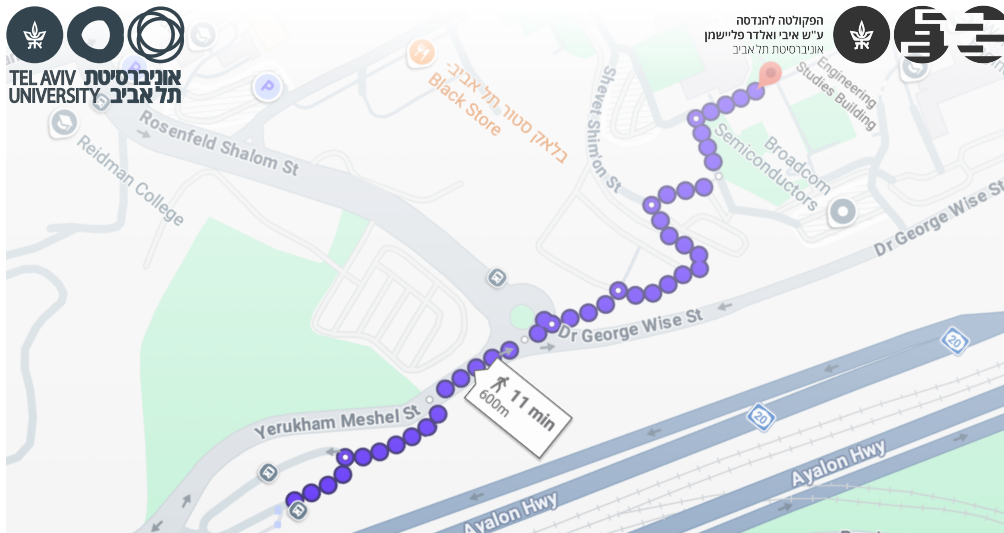 TEL AVIV אוניברסיטת
UNIVERSITY תל אביב
הפקולטה להנדסה
ע"ש איבי ואלדר פליישמן
אוניברסיטת תל אביב
P
P
בלאק סטור תל אביב-
Black Store
Shevet Shim'on St
Engineering
Studies Building
Broadcom
Semiconductors
Rosenfeld Shalom St
Reidman College
Dr George Wise St
Dr George Wise St
11 min
600m
Yerukham Meshel St
20
20
Ayalon Hwy
Ayalon Hwy